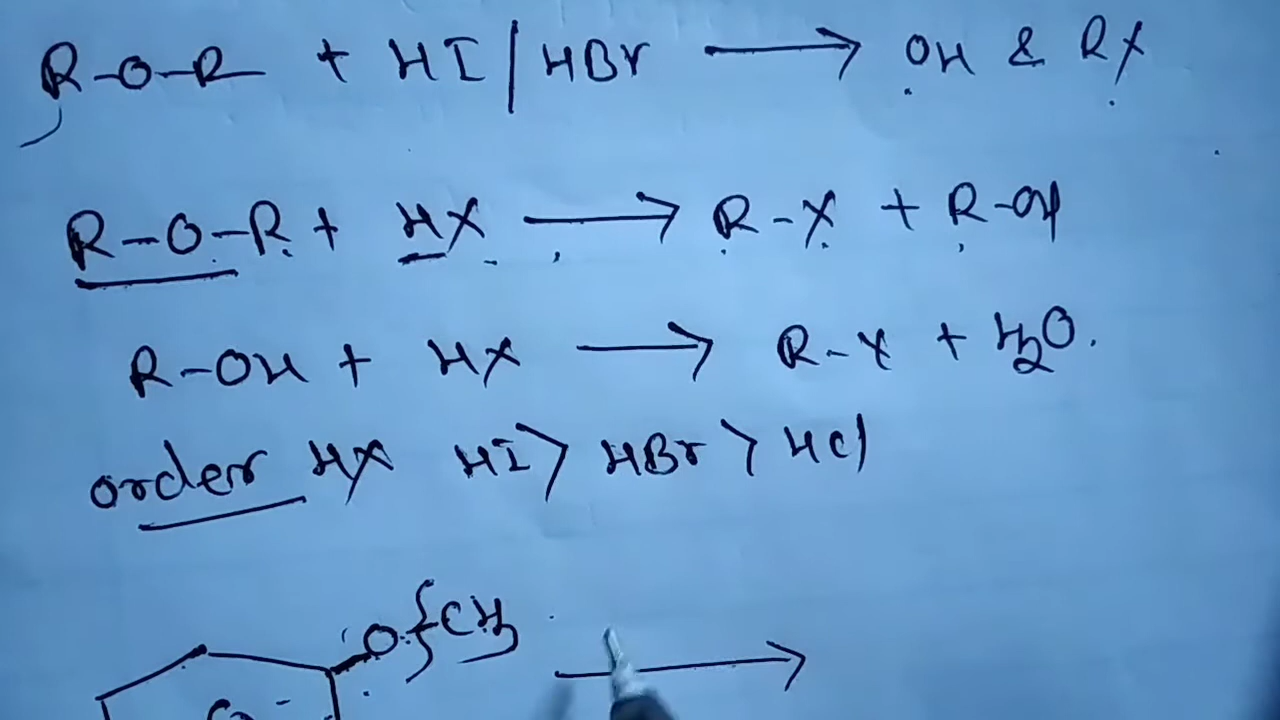 R-O-R + HI | HBr ⟶ OH & RX
R-O-R + HX ⟶ R-X + R-OH
R-OH + HX ⟶ R-X + H₂O.
order HX HI > HBr > HCl
O{CH₃ ⟶